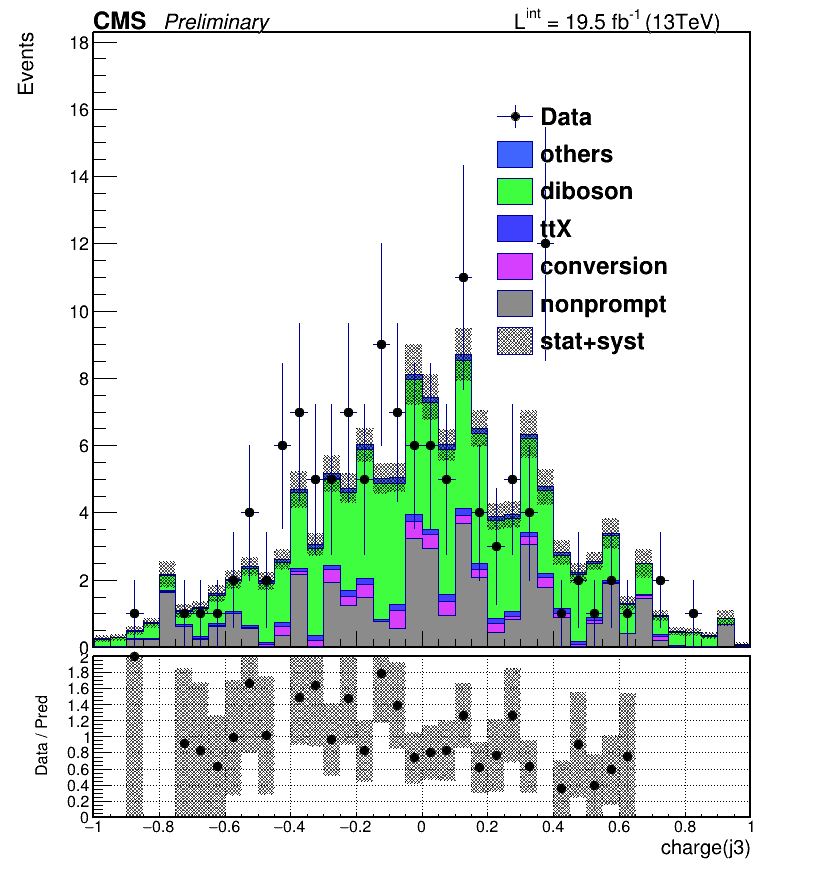 CMS Preliminary L^int = 19.5 fb^-1 (13TeV)
Events
18
16
14
12
10
8
6
4
2
0
Data
others
diboson
ttX
conversion
nonprompt
stat+syst
Data / Pred
2
1.8
1.6
1.4
1.2
1
0.8
0.6
0.4
0.2
0
−1 −0.8 −0.6 −0.4 −0.2 0 0.2 0.4 0.6 0.8 1
charge(j3)